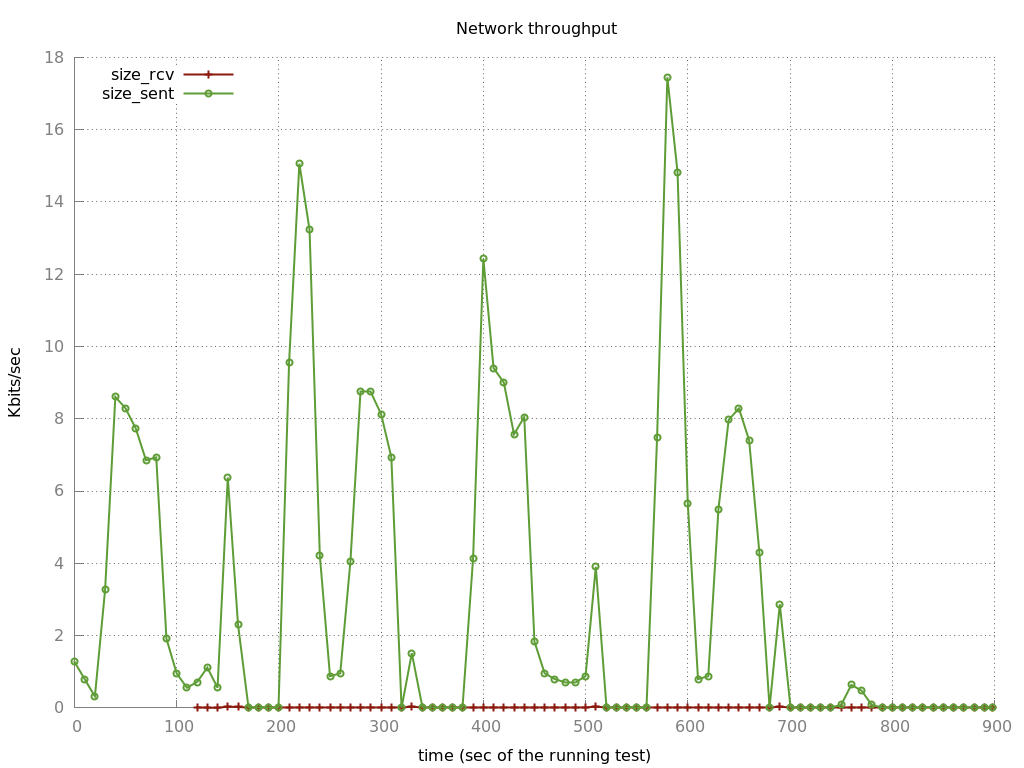 Network throughput
18
size_rcv
size_sent
16
14
12
10
Kbits/sec
8
6
4
2
0
0 100 200 300 400 500 600 700 800 900
time (sec of the running test)